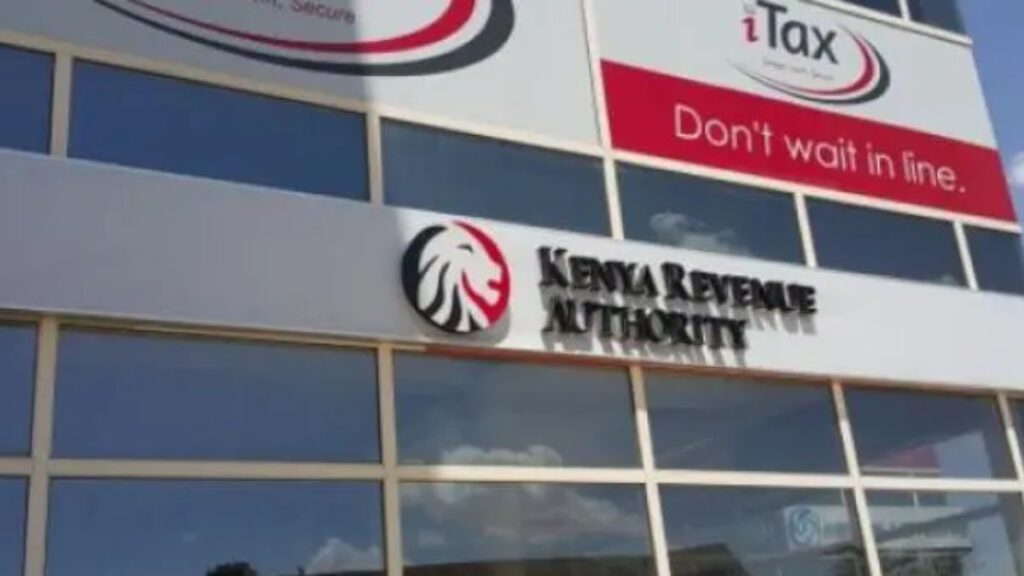 Secure
iTax
Don't wait in line.
KENYA REVENUE
AUTHORITY